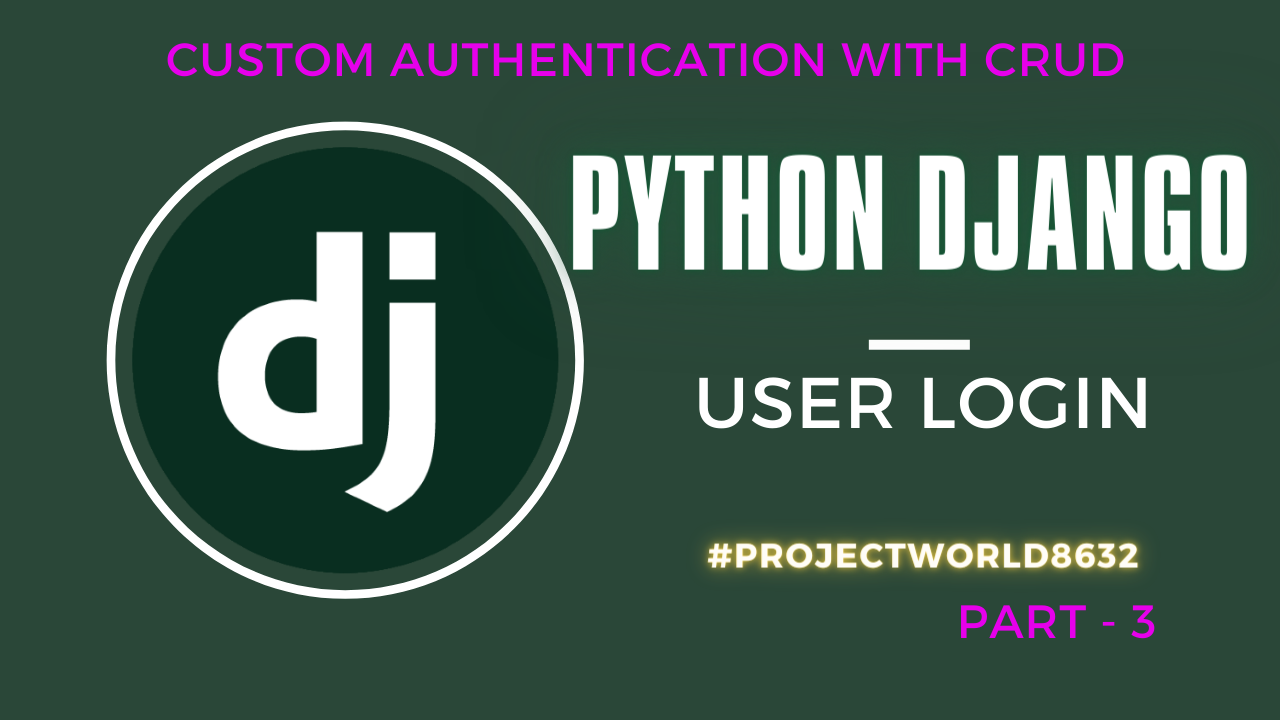 CUSTOM AUTHENTICATION WITH CRUD
dj
PYTHON DJANGO
USER LOGIN
#PROJECTWORLD8632
PART - 3